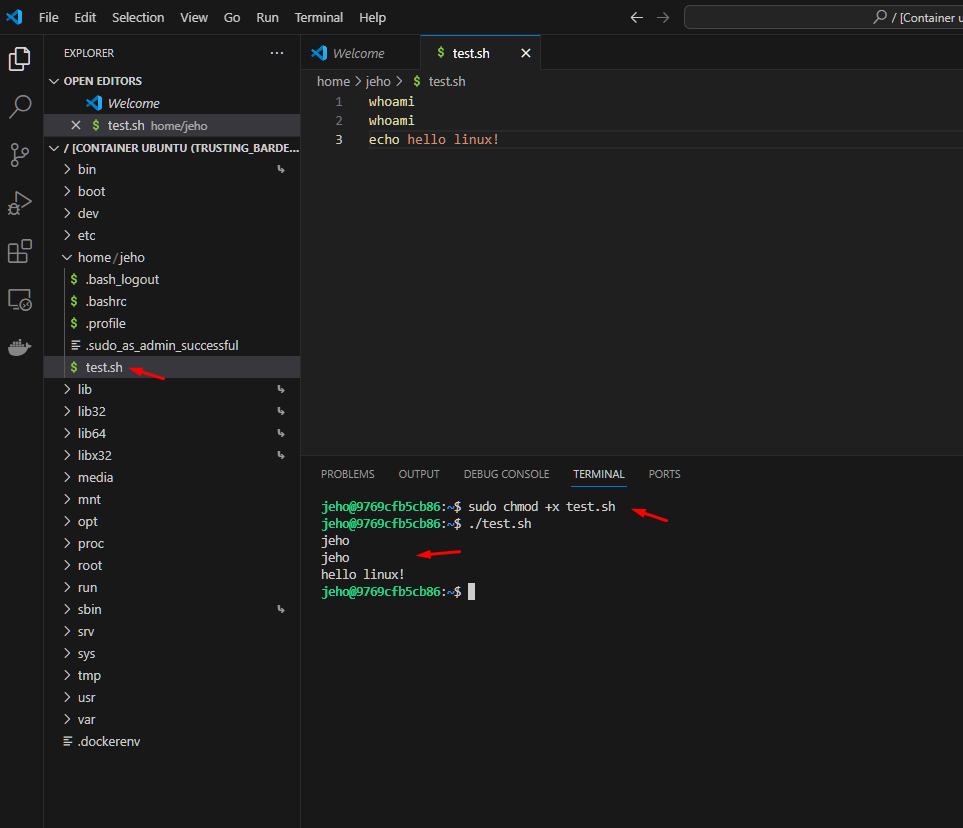 File Edit Selection View Go Run Terminal Help
/ [Container u
EXPLORER ...
OPEN EDITORS
Welcome
test.sh home/jeho
/ [CONTAINER UBUNTU (TRUSTING_BARDE...
bin
boot
dev
etc
home/jeho
.bash_logout
.bashrc
.profile
.sudo_as_admin_successful
test.sh
lib
lib32
lib64
libx32
media
mnt
opt
proc
root
run
sbin
srv
sys
tmp
usr
var
.dockerenv
Welcome test.sh
home > jeho > $ test.sh
1 whoami
2 whoami
3 echo hello linux!
PROBLEMS OUTPUT DEBUG CONSOLE TERMINAL PORTS
jeho@9769cfb5cb86:~$ sudo chmod +x test.sh
jeho@9769cfb5cb86:~$ ./test.sh
jeho
jeho
hello linux!
jeho@9769cfb5cb86:~$